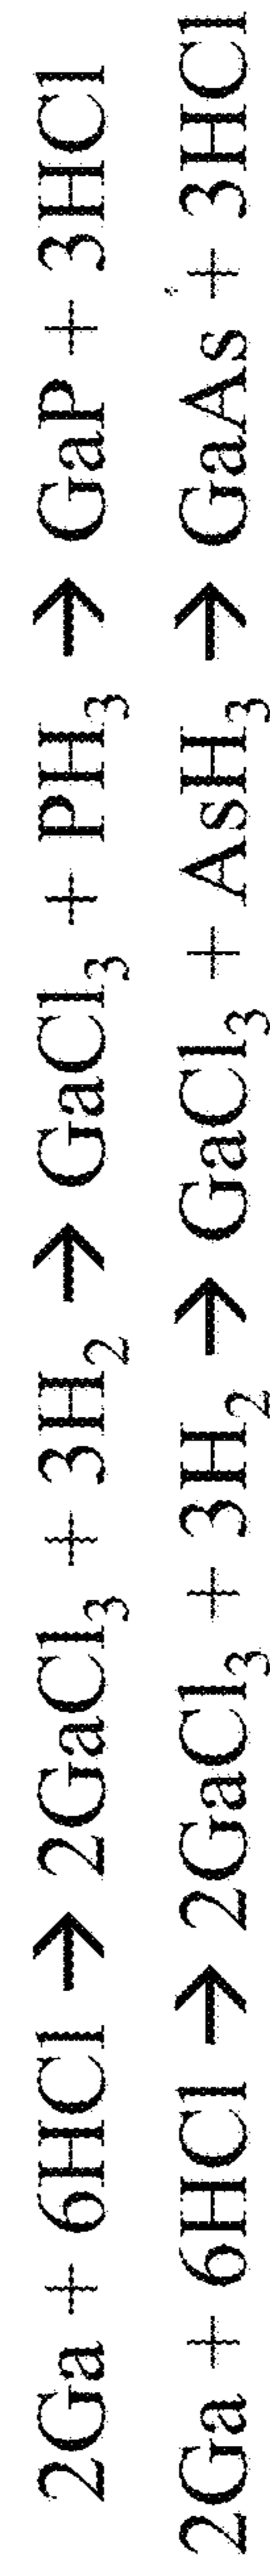 2Ga + 6HCl → 2GaCl₃ + 3H₂ → GaCl₃ + PH₃ → GaP + 3HCl
2Ga + 6HCl → 2GaCl₃ + 3H₂ → GaCl₃ + AsH₃ → GaAs + 3HCl